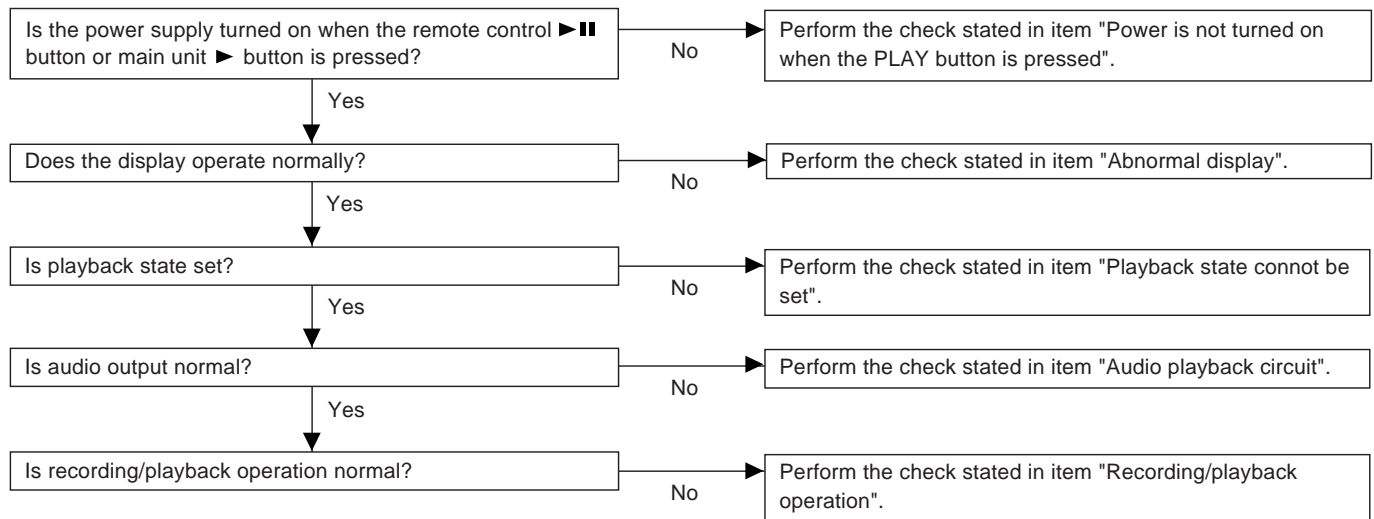 Is the power supply turned on when the remote control ►❚❚
button or main unit ► button is pressed?
No
Perform the check stated in item "Power is not turned on
when the PLAY button is pressed".
Yes
Does the display operate normally?
No
Perform the check stated in item "Abnormal display".
Yes
Is playback state set?
No
Perform the check stated in item "Playback state connot be
set".
Yes
Is audio output normal?
No
Perform the check stated in item "Audio playback circuit".
Yes
Is recording/playback operation normal?
No
Perform the check stated in item "Recording/playback
operation".